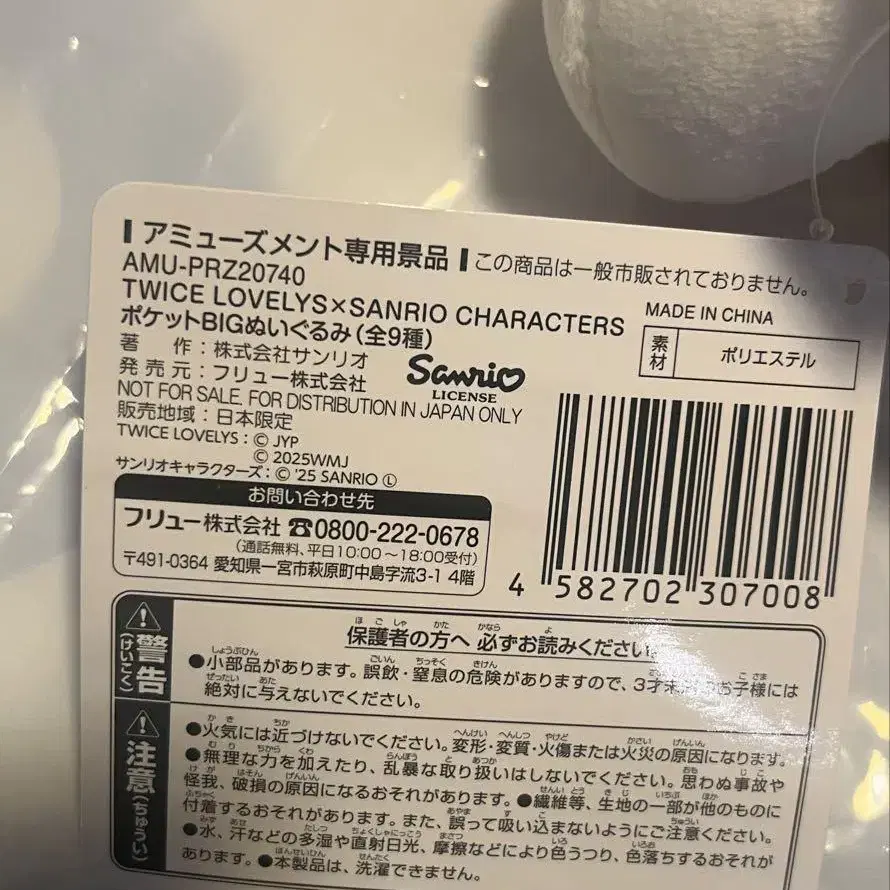 アミューズメント専用景品 この商品は一般市販されておりません。
AMU-PRZ20740
TWICE LOVELYS×SANRIO CHARACTERS
ポケットBIGぬいぐるみ(全9種)
著 作:株式会社サンリオ
発 売 元:フリュー株式会社
Sanrio
LICENSE
NOT FOR SALE. FOR DISTRIBUTION IN JAPAN ONLY
販売地域:日本限定
TWICE LOVELYS:© JYP
© 2025WMJ
サンリオキャラクターズ:© '25 SANRIO Ⓛ
MADE IN CHINA
素材 ポリエステル
お問い合わせ先
フリュー株式会社 ☎0800-222-0678
(通話無料、平日10:00〜18:00受付)
〒491-0364 愛知県一宮市萩原町中島字流3-1 4階
4 582702 307008
警告(けいこく)
保護者の方へ 必ずお読みください。
●小部品があります。誤飲・窒息の危険がありますので、3才未満のお子様には
絶対に与えないでください。
注意(ちゅうい)
●火気には近づけないでください。変形・変質・火傷または火災の原因になります。
●無理な力を加えたり、乱暴な取り扱いはしないでください。思わぬ事故や
怪我、破損の原因になるおそれがあります。●繊維等、生地の一部が他のものに
付着するおそれがあります。また、誤って吸い込まないようにご注意ください。
●水、汗などの多湿や直射日光、摩擦などにより色うつり、色落ちするおそれが
あります。●本製品は、洗濯できません。